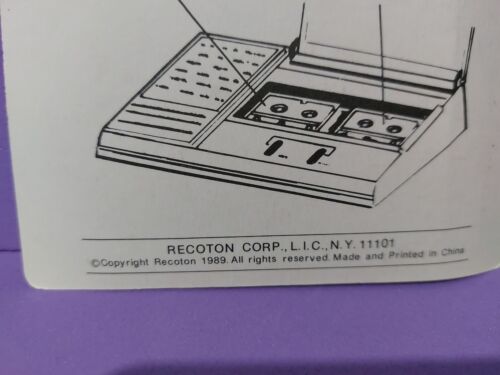 RECOTON CORP., L.I.C., N.Y. 11101
©Copyright Recoton 1989. All rights reserved. Made and Printed in China